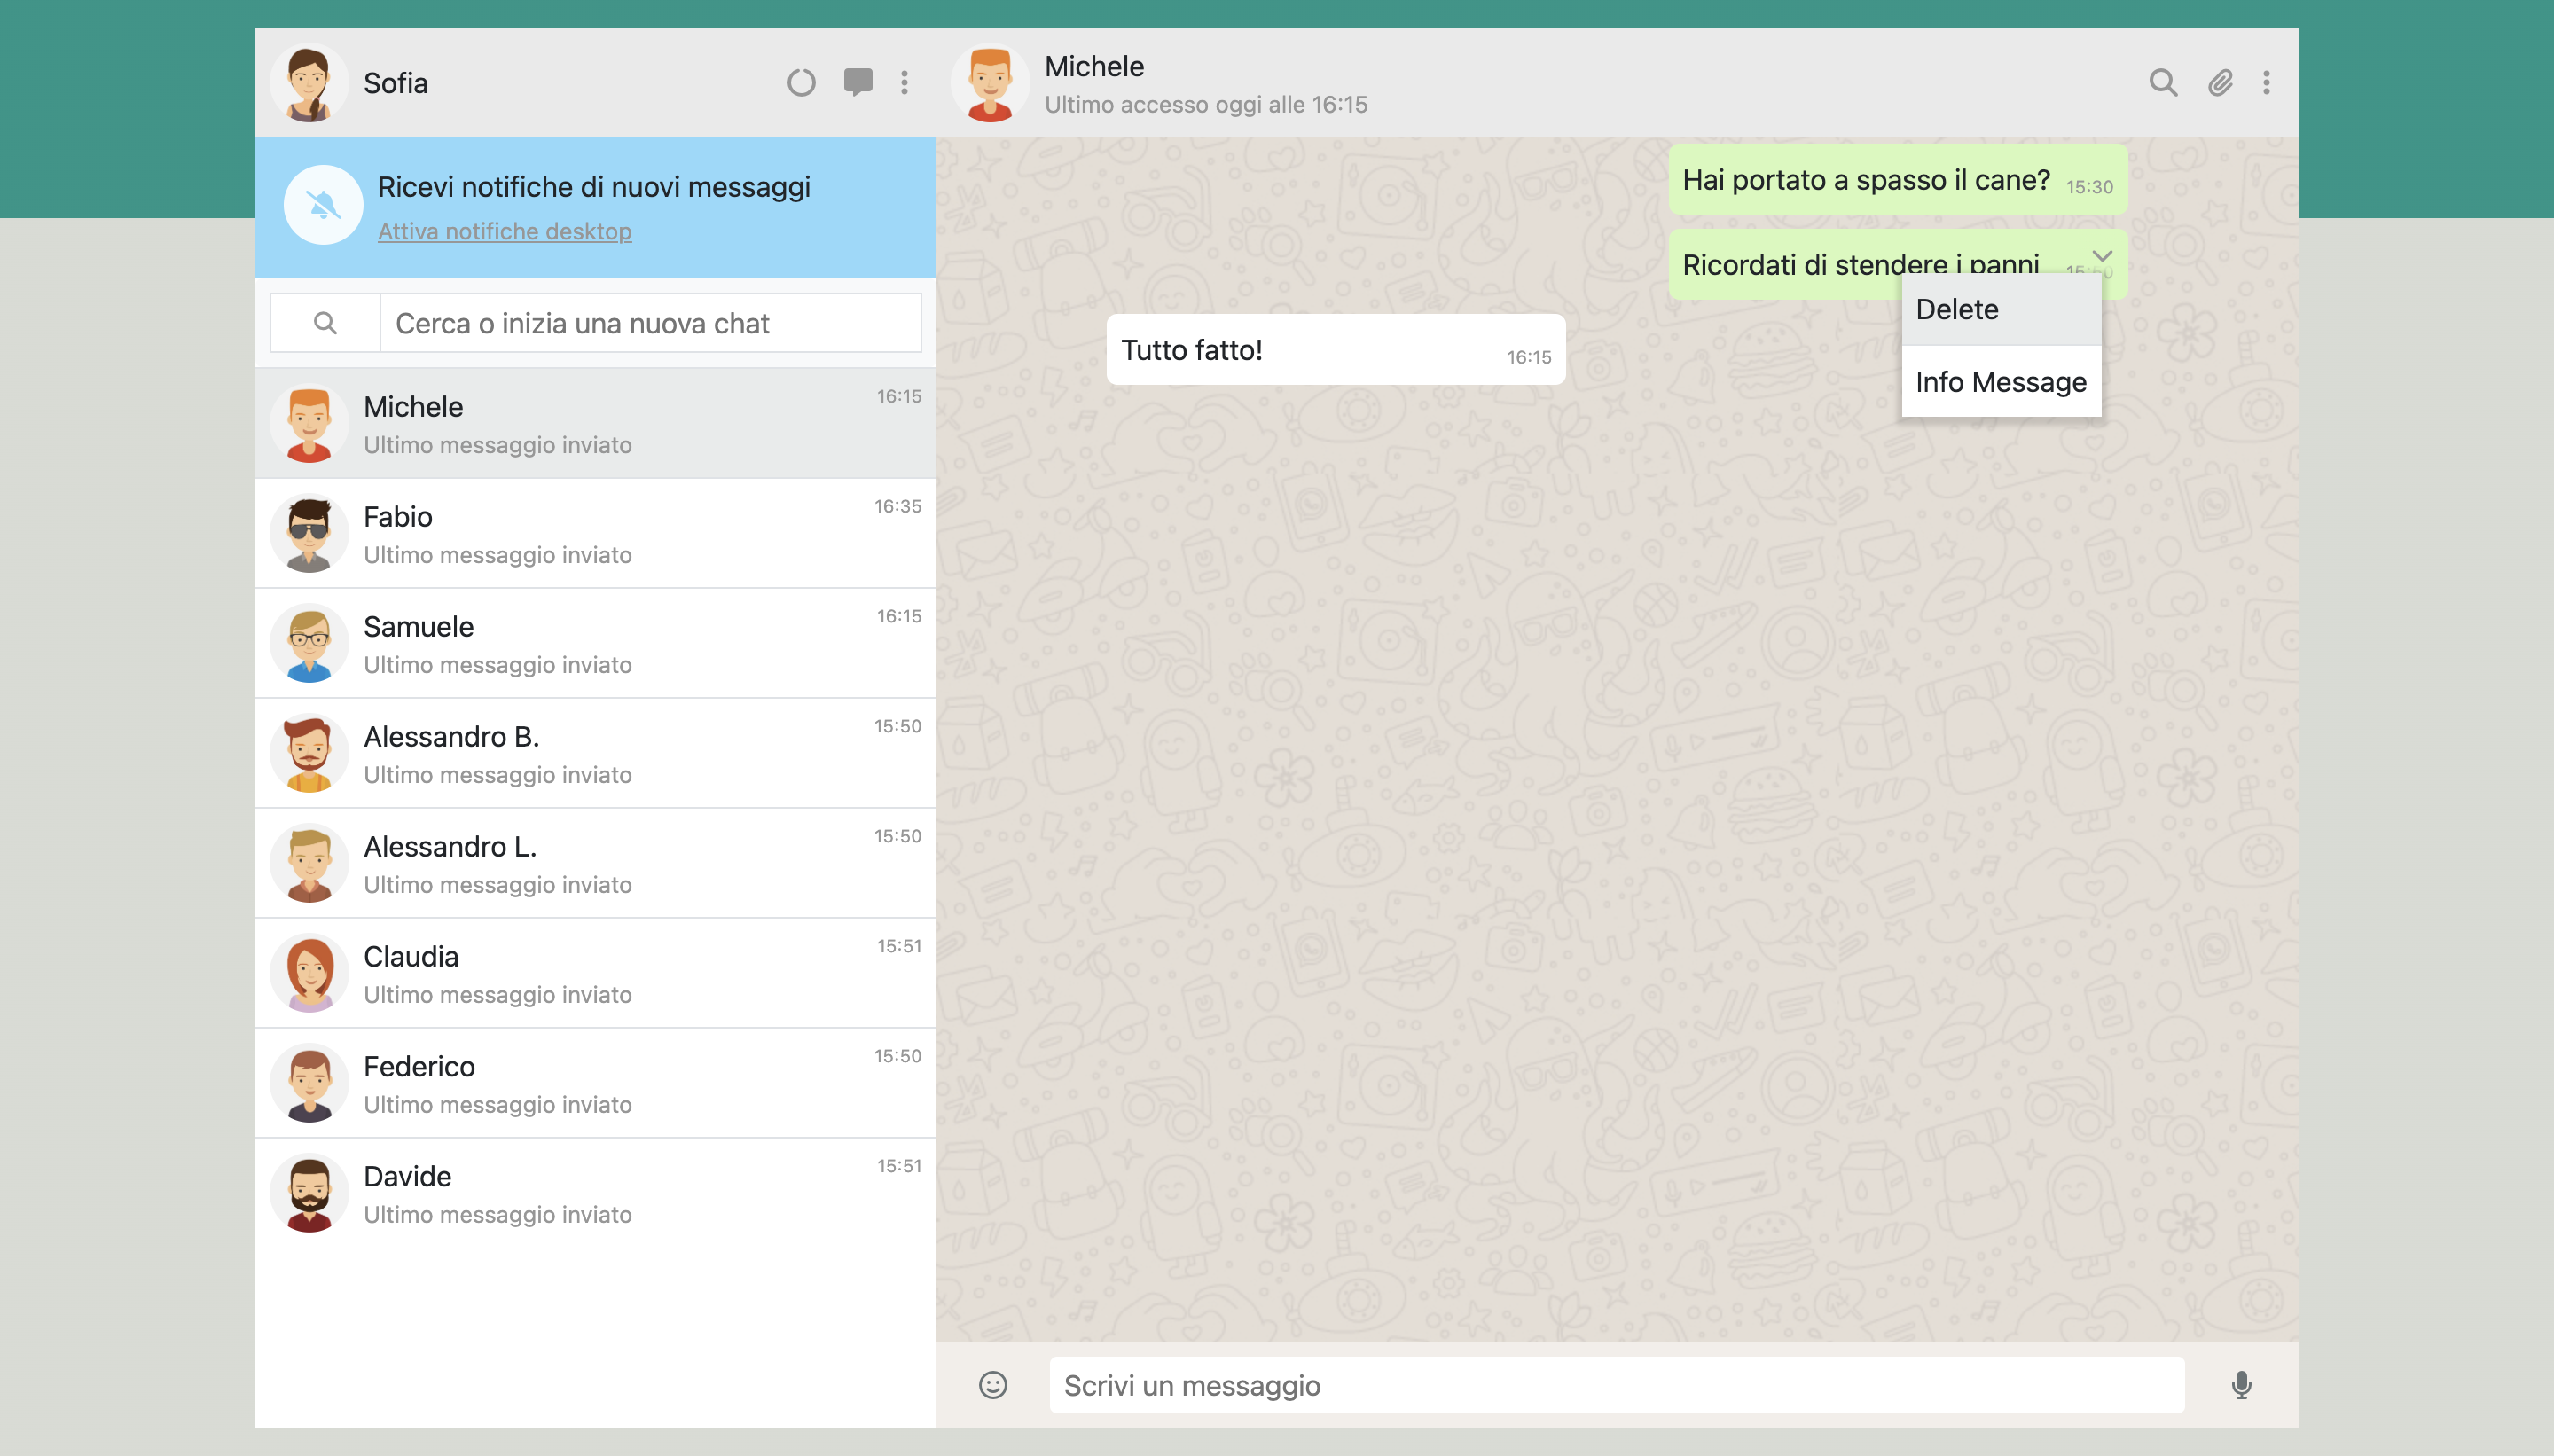 Sofia
Ricevi notifiche di nuovi messaggi
Attiva notifiche desktop
Cerca o inizia una nuova chat
Michele 16:15
Ultimo messaggio inviato
Fabio 16:35
Ultimo messaggio inviato
Samuele 16:15
Ultimo messaggio inviato
Alessandro B. 15:50
Ultimo messaggio inviato
Alessandro L. 15:50
Ultimo messaggio inviato
Claudia 15:51
Ultimo messaggio inviato
Federico 15:50
Ultimo messaggio inviato
Davide 15:51
Ultimo messaggio inviato
Michele
Ultimo accesso oggi alle 16:15
Hai portato a spasso il cane? 15:30
Ricordati di stendere i panni
Delete
Info Message
Tutto fatto! 16:15
Scrivi un messaggio